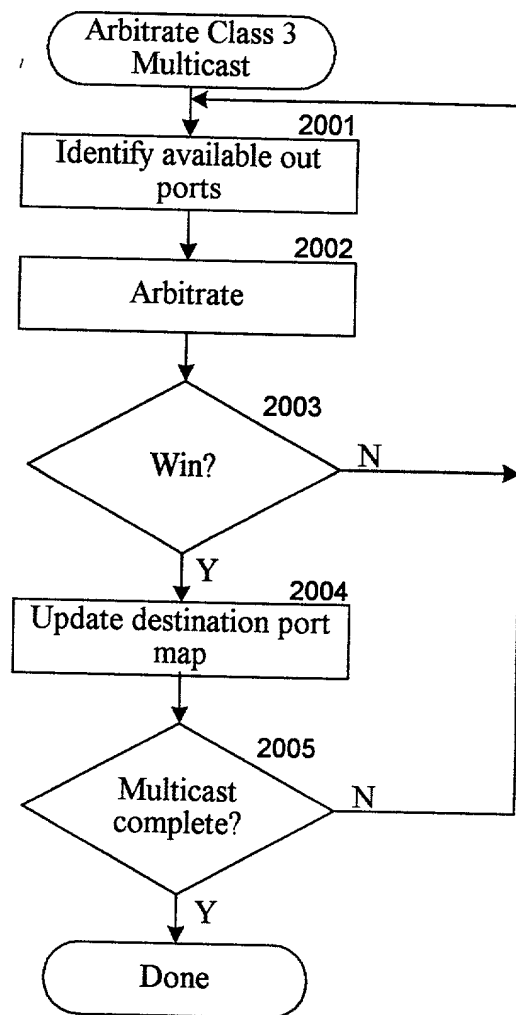 Arbitrate Class 3
Multicast
2001
Identify available out
ports
2002
Arbitrate
2003
Win?
N
Y
2004
Update destination port
map
2005
Multicast
complete?
N
Y
Done